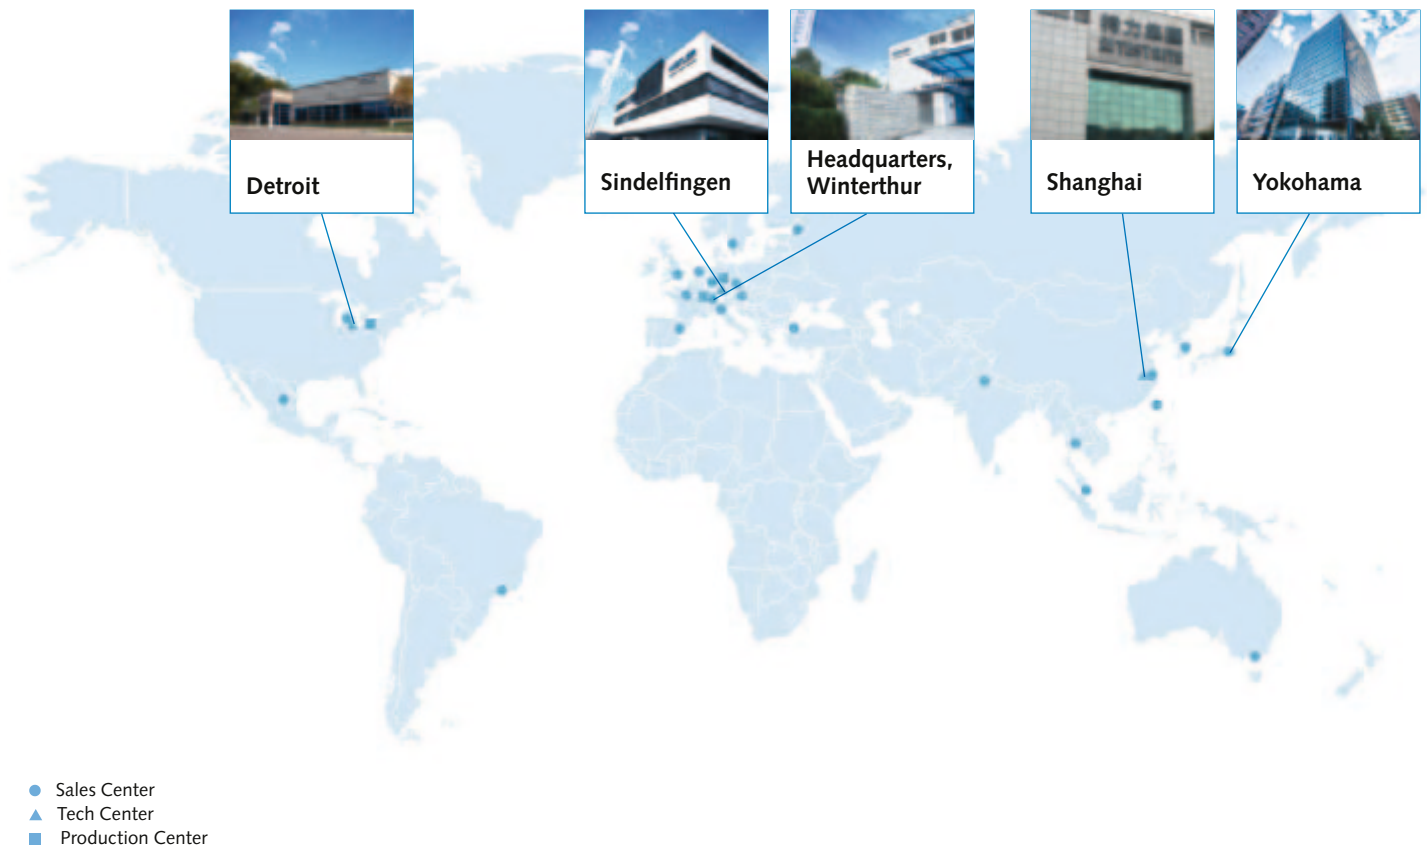 Detroit
Sindelfingen
Headquarters,
Winterthur
Shanghai
Yokohama
Sales Center
Tech Center
Production Center